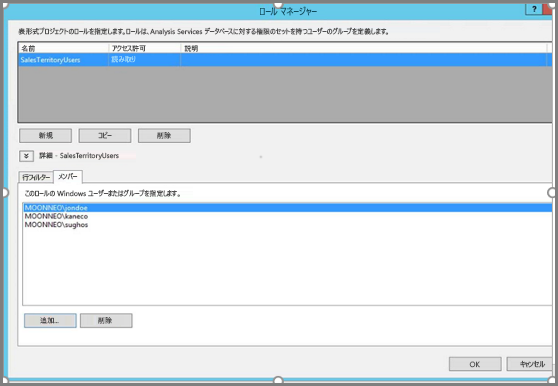 ロール マネージャー
?
表形式プロジェクトのロールを指定します。ロールは、Analysis Services データベースに対する権限のセットを持つユーザーのグループを定義します。
名前 アクセス許可 説明
SalesTerritoryUsers 読み取り
新規 コピー 削除
詳細 - SalesTerritoryUsers
行フィルター メンバー
このロールの Windows ユーザーまたはグループを指定します。
MOONNEO\jondoe
MOONNEO\kaneco
MOONNEO\sughos
追加... 削除
OK キャンセル